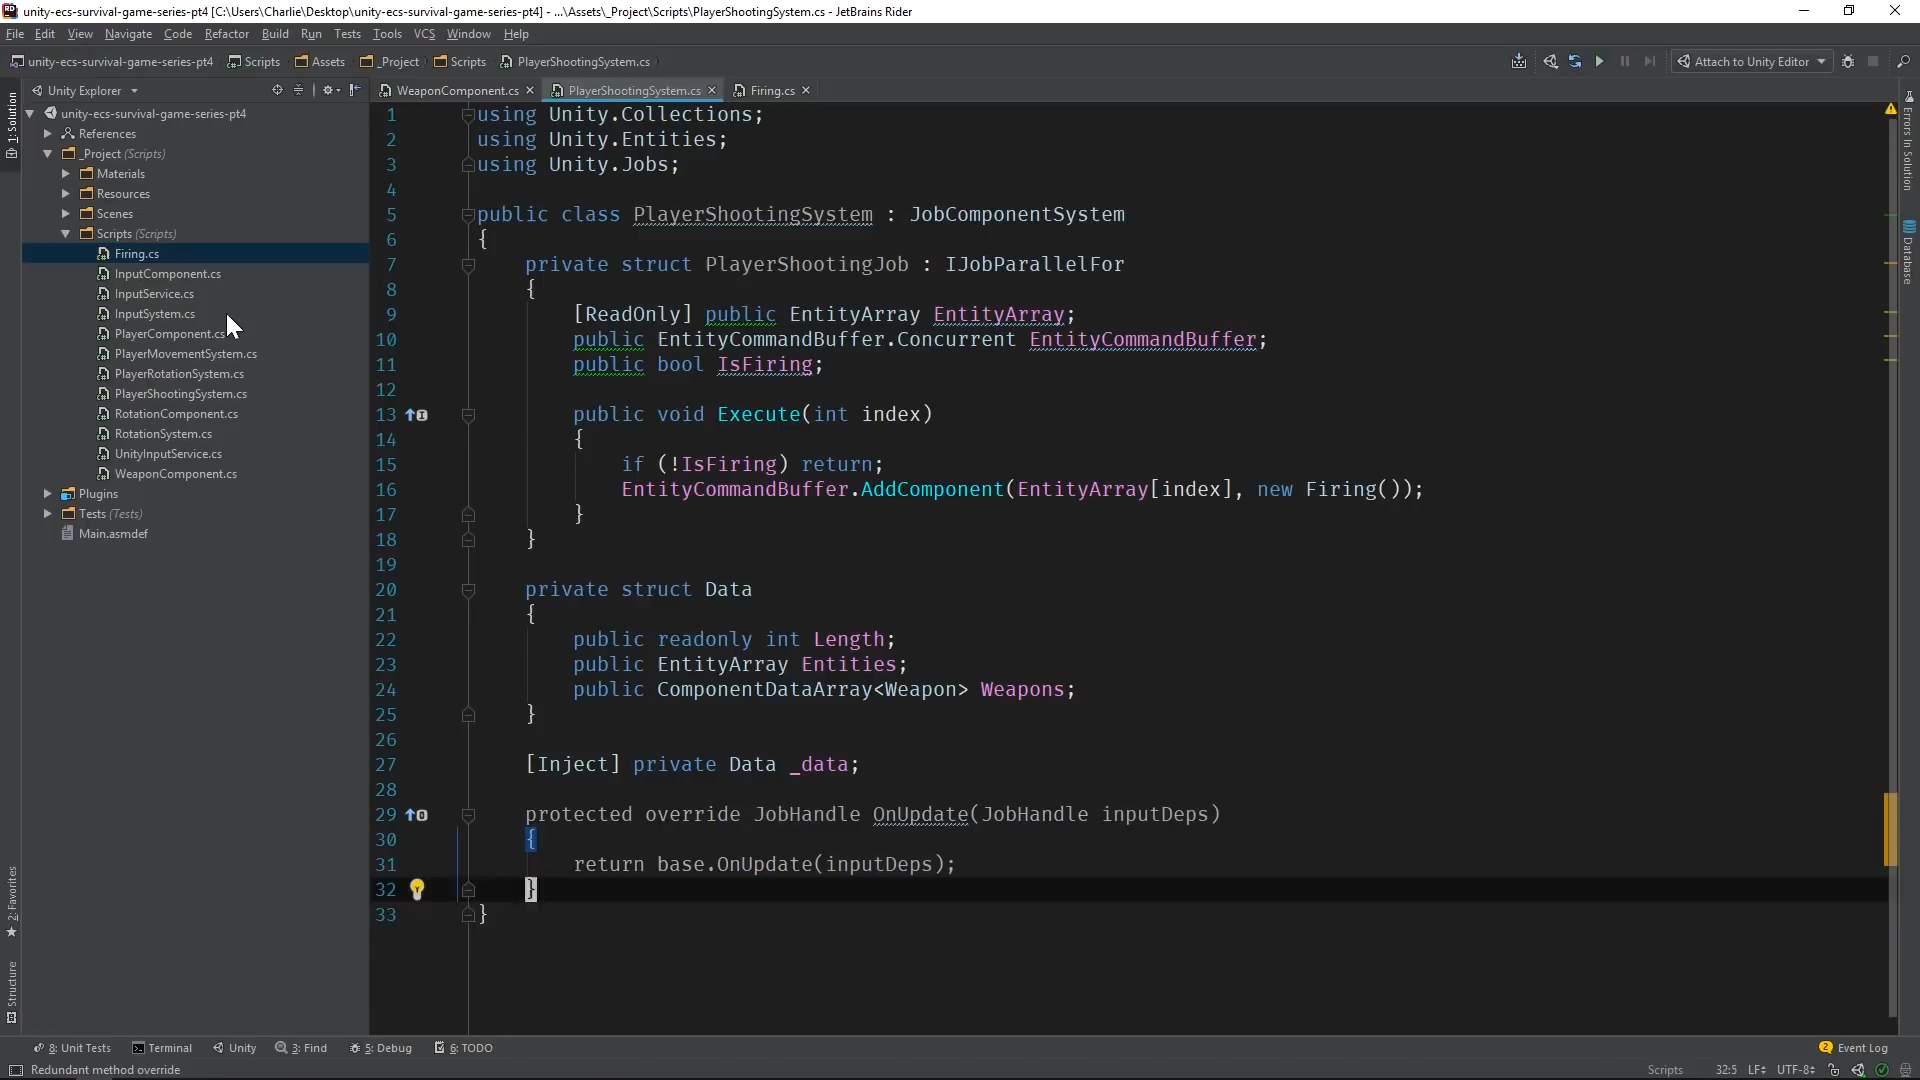 unity-ecs-survival-game-series-pt4 [C:\Users\Charlie\Desktop\unity-ecs-survival-game-series-pt4] - ...\Assets\_Project\Scripts\PlayerShootingSystem.cs - JetBrains Rider
File Edit View Navigate Code Refactor Build Run Tests Tools VCS Window Help
unity-ecs-survival-game-series-pt4 Scripts Assets _Project Scripts PlayerShootingSystem.cs
Attach to Unity Editor
Unity Explorer
WeaponComponent.cs PlayerShootingSystem.cs Firing.cs
1: Solution
2: Favorites
Structure
unity-ecs-survival-game-series-pt4
References
_Project (Scripts)
Materials
Resources
Scenes
Scripts (Scripts)
Firing.cs
InputComponent.cs
InputService.cs
InputSystem.cs
PlayerComponent.cs
PlayerMovementSystem.cs
PlayerRotationSystem.cs
PlayerShootingSystem.cs
RotationComponent.cs
RotationSystem.cs
UnityInputService.cs
WeaponComponent.cs
Plugins
Tests (Tests)
Main.asmdef
1 using Unity.Collections;
2 using Unity.Entities;
3 using Unity.Jobs;
4
5 public class PlayerShootingSystem : JobComponentSystem
6 {
7 private struct PlayerShootingJob : IJobParallelFor
8 {
9 [ReadOnly] public EntityArray EntityArray;
10 public EntityCommandBuffer.Concurrent EntityCommandBuffer;
11 public bool IsFiring;
12
13 public void Execute(int index)
14 {
15 if (!IsFiring) return;
16 EntityCommandBuffer.AddComponent(EntityArray[index], new Firing());
17 }
18 }
19
20 private struct Data
21 {
22 public readonly int Length;
23 public EntityArray Entities;
24 public ComponentDataArray<Weapon> Weapons;
25 }
26
27 [Inject] private Data _data;
28
29 protected override JobHandle OnUpdate(JobHandle inputDeps)
30 {
31 return base.OnUpdate(inputDeps);
32 }
33 }
Errors In Solution
Database
8: Unit Tests Terminal Unity 3: Find 5: Debug 6: TODO
2 Event Log
Redundant method override
Scripts 32:5 LF UTF-8